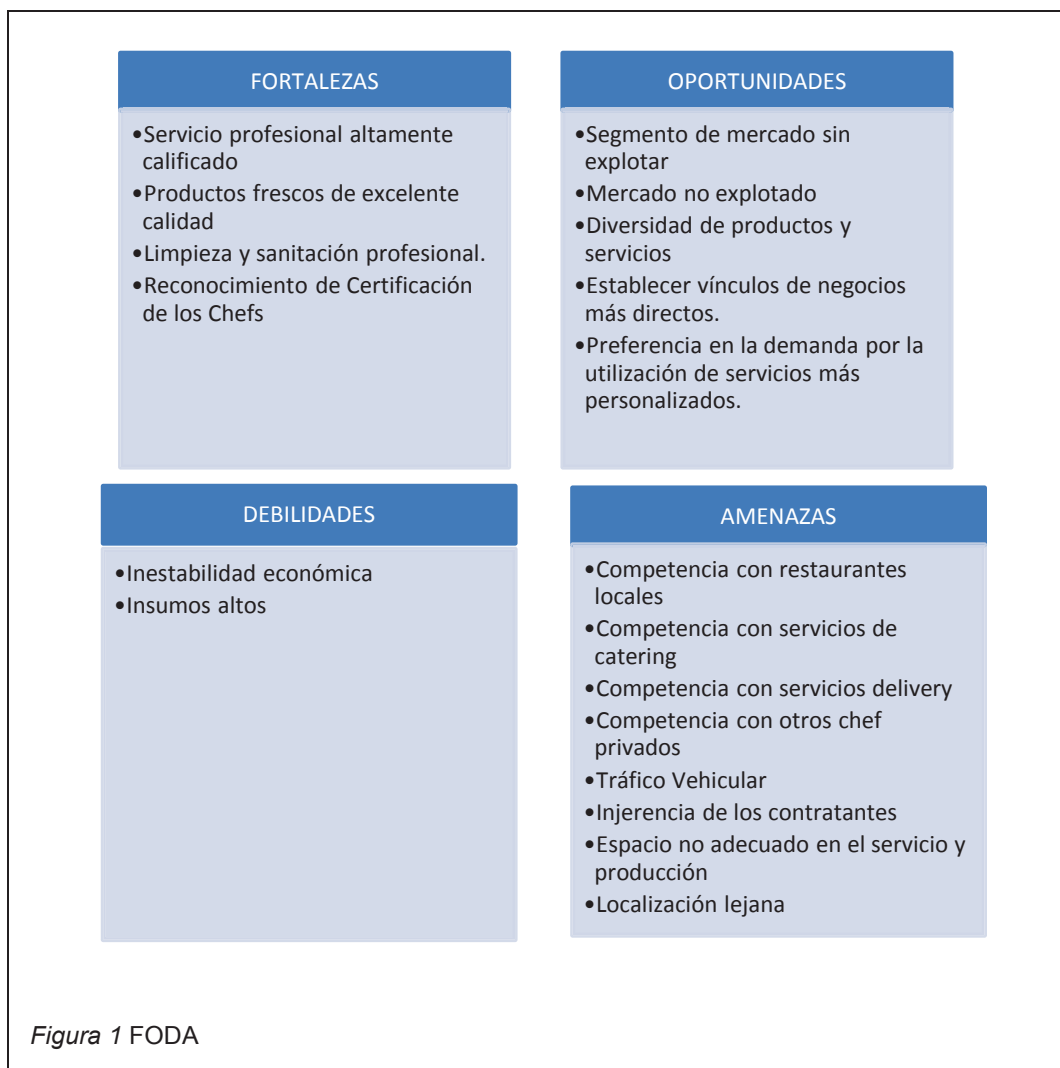 FORTALEZAS
•Servicio profesional altamente
calificado
•Productos frescos de excelente
calidad
•Limpieza y sanitación profesional.
•Reconocimiento de Certificación
de los Chefs
OPORTUNIDADES
•Segmento de mercado sin
explotar
•Mercado no explotado
•Diversidad de productos y
servicios
•Establecer vínculos de negocios
más directos.
•Preferencia en la demanda por la
utilización de servicios más
personalizados.
DEBILIDADES
•Inestabilidad económica
•Insumos altos
AMENAZAS
•Competencia con restaurantes
locales
•Competencia con servicios de
catering
•Competencia con servicios delivery
•Competencia con otros chef
privados
•Tráfico Vehicular
•Injerencia de los contratantes
•Espacio no adecuado en el servicio y
producción
•Localización lejana
Figura 1 FODA